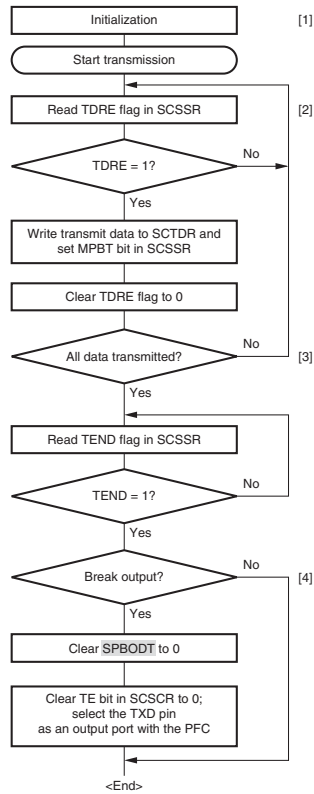 Initialization
[1]
Start transmission
Read TDRE flag in SCSSR
[2]
TDRE = 1?
No
Yes
Write transmit data to SCTDR and
set MPBT bit in SCSSR
Clear TDRE flag to 0
All data transmitted?
No
[3]
Yes
Read TEND flag in SCSSR
TEND = 1?
No
Yes
Break output?
No
[4]
Yes
Clear SPBODT to 0
Clear TE bit in SCSCR to 0;
select the TXD pin
as an output port with the PFC
<End>